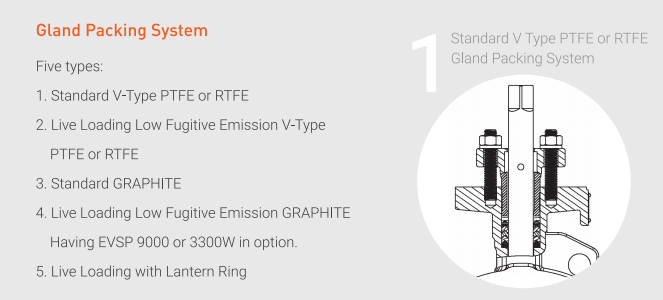 Gland Packing System
Five types:
1. Standard V-Type PTFE or RTFE
2. Live Loading Low Fugitive Emission V-Type
PTFE or RTFE
3. Standard GRAPHITE
4. Live Loading Low Fugitive Emission GRAPHITE
Having EVSP 9000 or 3300W in option.
5. Live Loading with Lantern Ring
1
Standard V Type PTFE or RTFE
Gland Packing System